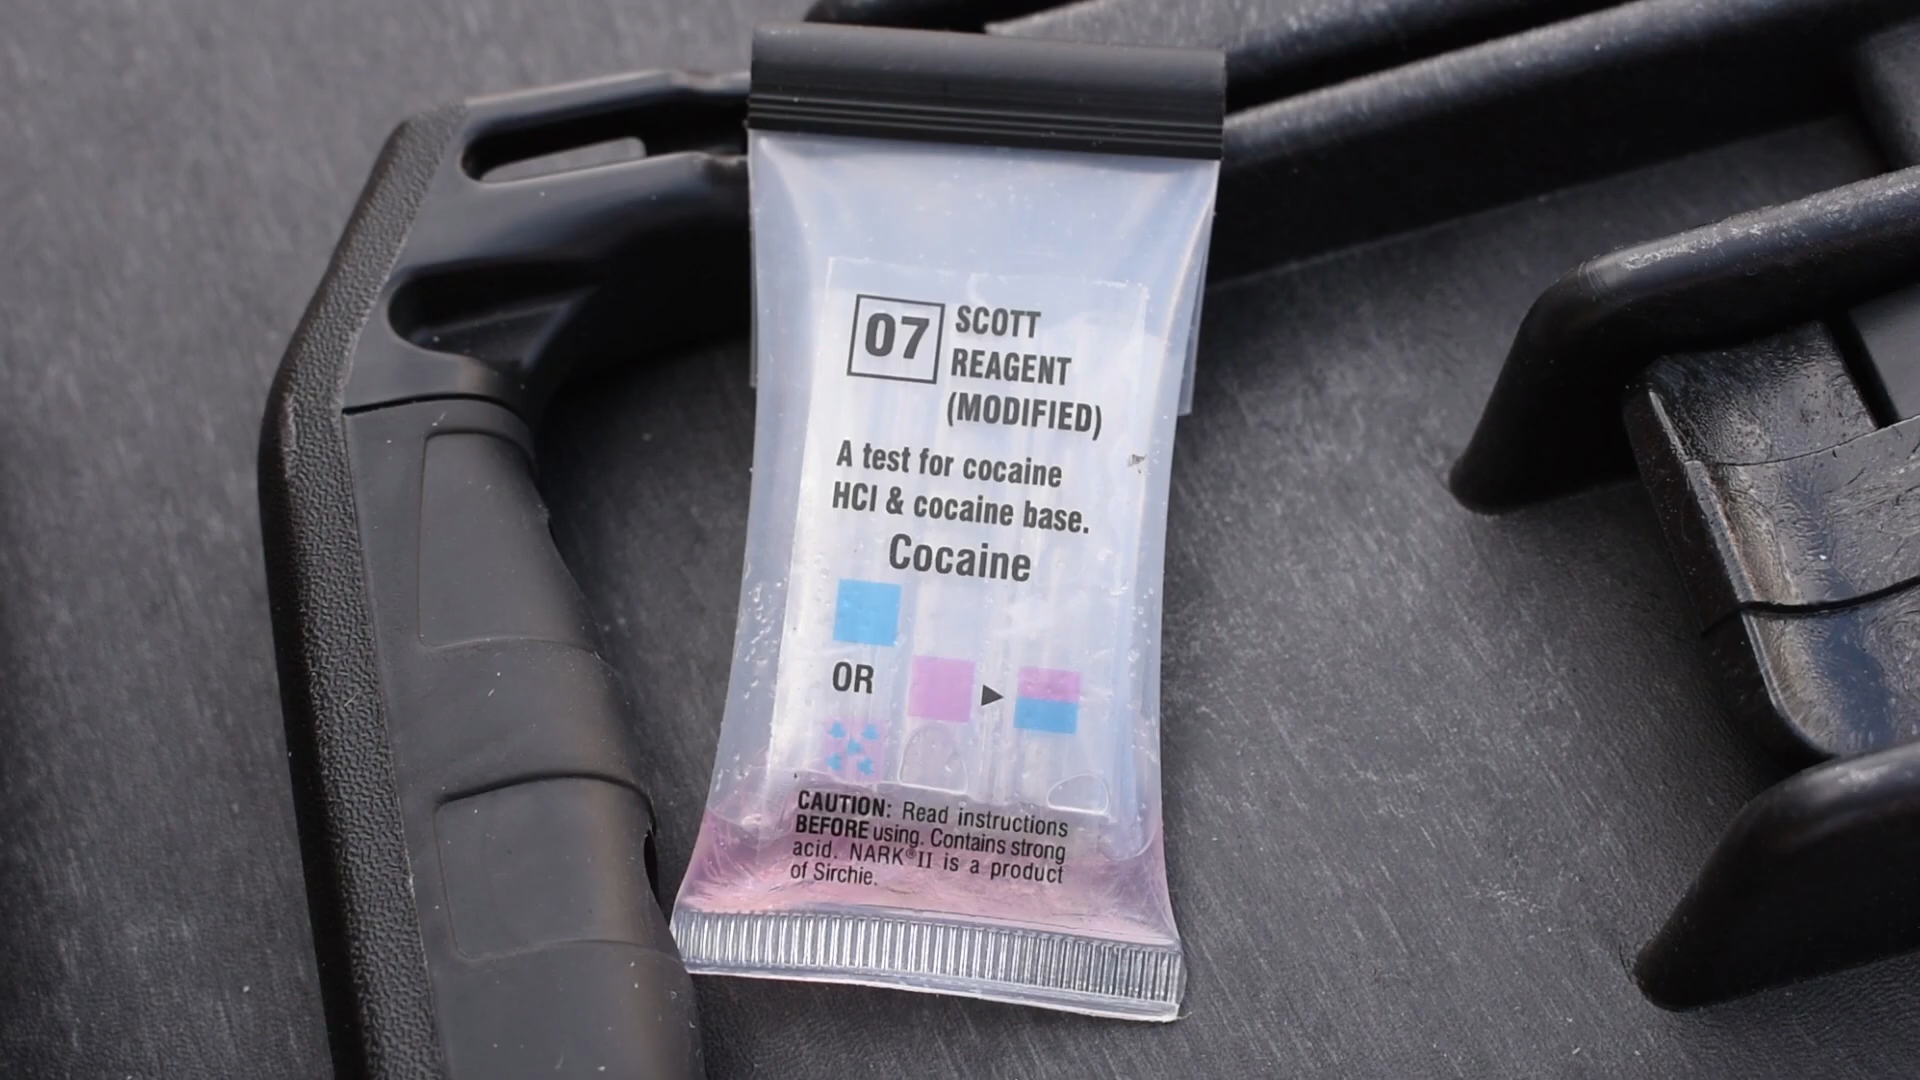 07
SCOTT
REAGENT
(MODIFIED)
A test for cocaine
HCl & cocaine base.
Cocaine
OR
CAUTION: Read instructions
BEFORE using. Contains strong
acid. NARK®II is a product
of Sirchie.